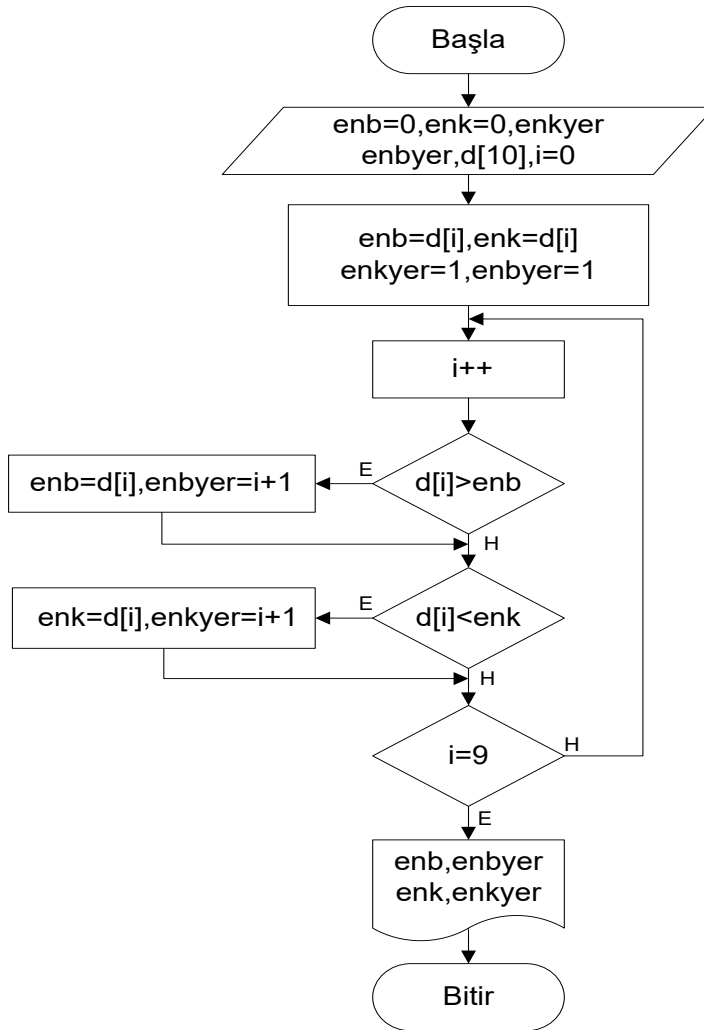 Başla
enb=0,enk=0,enkyer
enbyer,d[10],i=0
enb=d[i],enk=d[i]
enkyer=1,enbyer=1
i++
d[i]>enb
E
enb=d[i],enbyer=i+1
H
d[i]<enk
E
enk=d[i],enkyer=i+1
H
i=9
H
E
enb,enbyer
enk,enkyer
Bitir